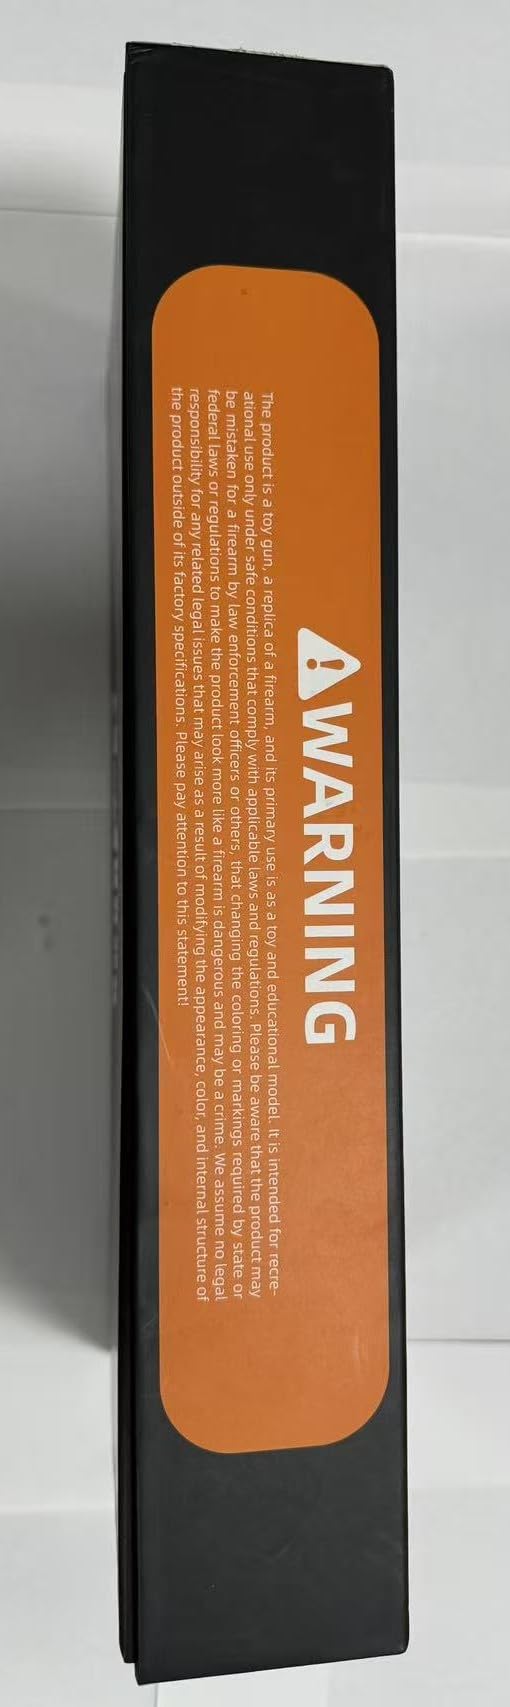 WARNING
The product is a toy gun, a replica of a firearm, and its primary use is as a toy and educational model. It is intended for recre-
ational use only under safe conditions that comply with applicable laws and regulations. Please be aware that the product may
be mistaken for a firearm by law enforcement officers or others, that changing the coloring or markings required by state or
federal laws or regulations to make the product look more like a firearm is dangerous and may be a crime. We assume no legal
responsibility for any related legal issues that may arise as a result of modifying the appearance, color, and internal structure of
the product outside of its factory specifications. Please pay attention to this statement!